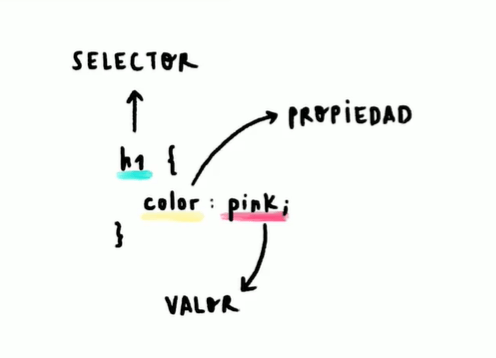 SELECTOR
PROPIEDAD
h1 {
color : pink;
}
VALOR